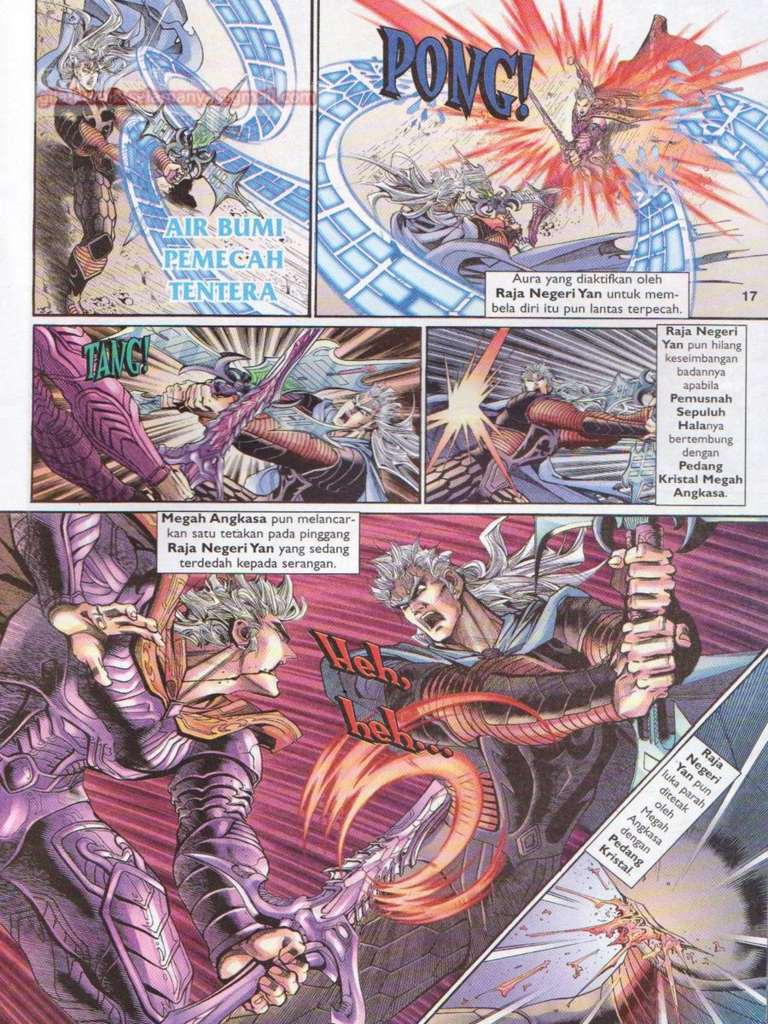 AIR BUMI
PEMECAH
TENTERA
PONG!
Aura yang diaktifkan oleh
Raja Negeri Yan untuk mem-
bela diri itu pun lantas terpecah.
17
TANG!
Raja Negeri
Yan pun hilang
keseimbangan
badannya
apabila
Pemusnah
Sepuluh
Halanya
bertembung
dengan
Pedang
Kristal Megah
Angkasa.
Megah Angkasa pun melancar-
kan satu tetakan pada pinggang
Raja Negeri Yan yang sedang
terdedah kepada serangan.
Heh,
heh...
Raja
Negeri
Yan pun
luka parah
ditetak
oleh
Megah
Angkasa
dengan
Pedang
Kristal.